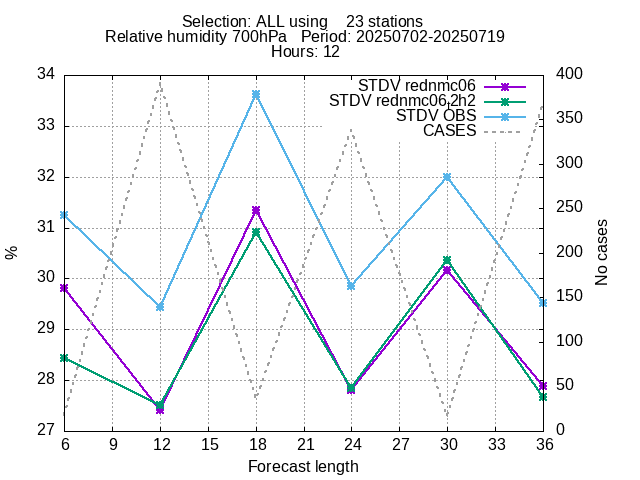 Selection: ALL using    23 stations
Relative humidity 700hPa   Period: 20250702-20250719
Hours: 12
34 33 32 31 30 29 28 27
%
STDV rednmc06
STDV rednmc06.2h2
STDV OBS
CASES
400 350 300 250 200 150 100 50 0
No cases
6 9 12 15 18 21 24 27 30 33 36
Forecast length